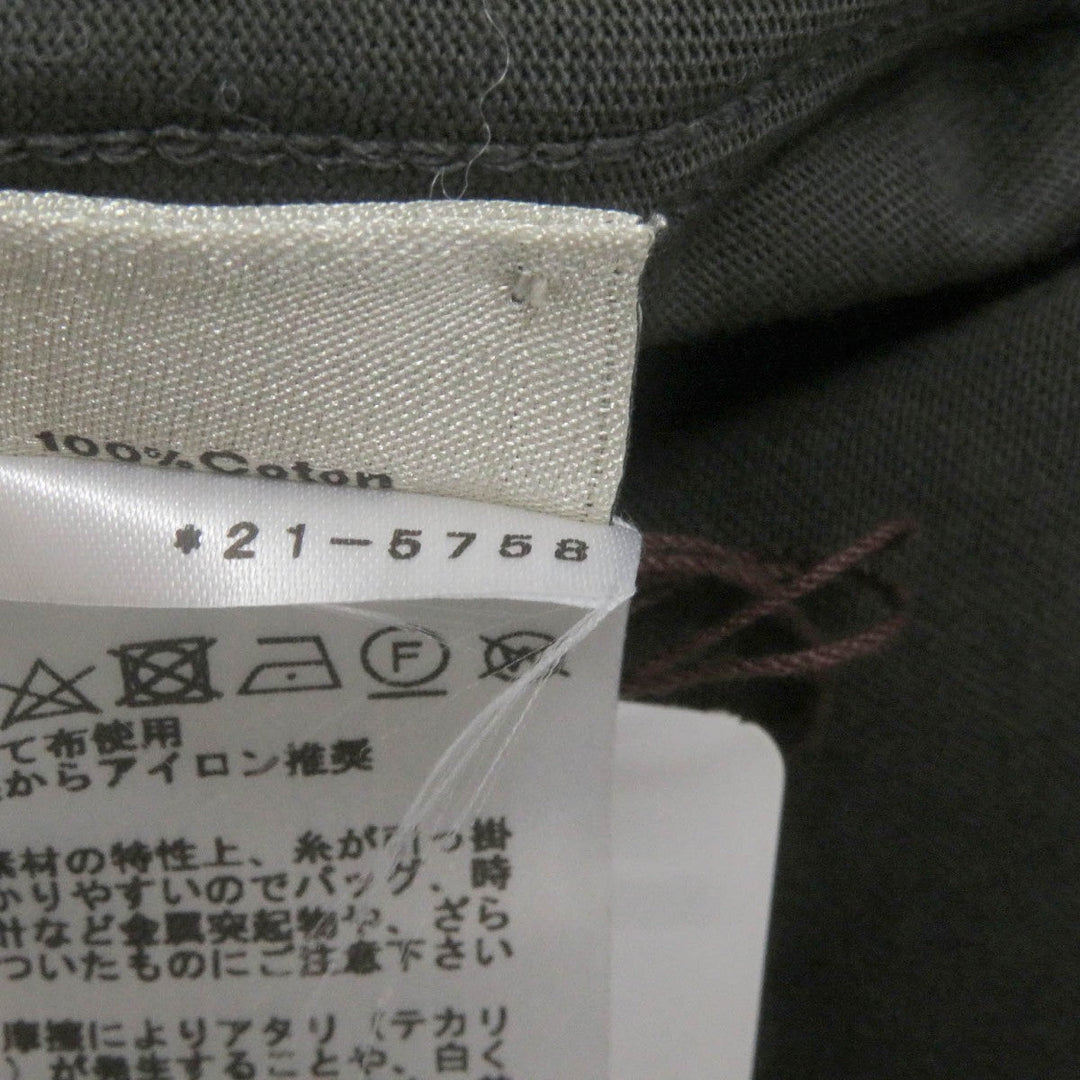 100% Coton
*21-5758
F W
て布使用
からアイロン推奨
素材の特性上、糸が引っ掛
かりやすいのでバッグ、時
計など金属突起物や、ざら
ついたものにご注意下さい
摩擦によりアタリ（テカリ
）が発生することや、白く